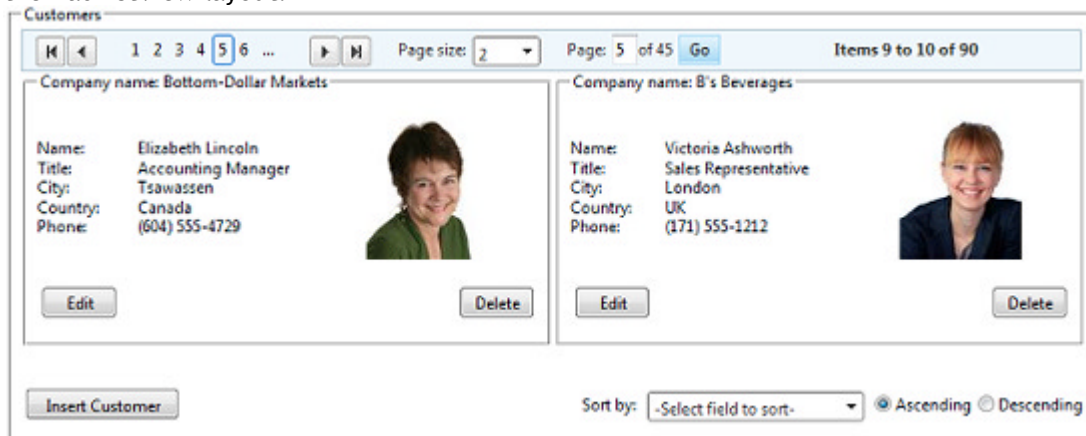 Customers
1 2 3 4 5 6 ... Page size: 2 Page: 5 of 45 Go Items 9 to 10 of 90
Company name: Bottom-Dollar Markets
Name: Elizabeth Lincoln
Title: Accounting Manager
City: Tsawassen
Country: Canada
Phone: (604) 555-4729
Edit Delete
Company name: B's Beverages
Name: Victoria Ashworth
Title: Sales Representative
City: London
Country: UK
Phone: (171) 555-1212
Edit Delete
Insert Customer Sort by: -Select field to sort- Ascending Descending